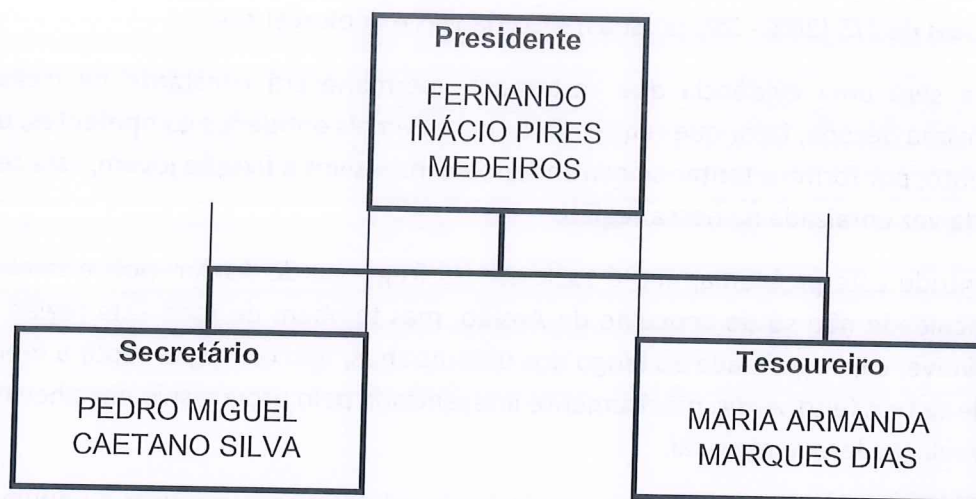 Presidente
FERNANDO
INÁCIO PIRES
MEDEIROS
Secretário
PEDRO MIGUEL
CAETANO SILVA
Tesoureiro
MARIA ARMANDA
MARQUES DIAS